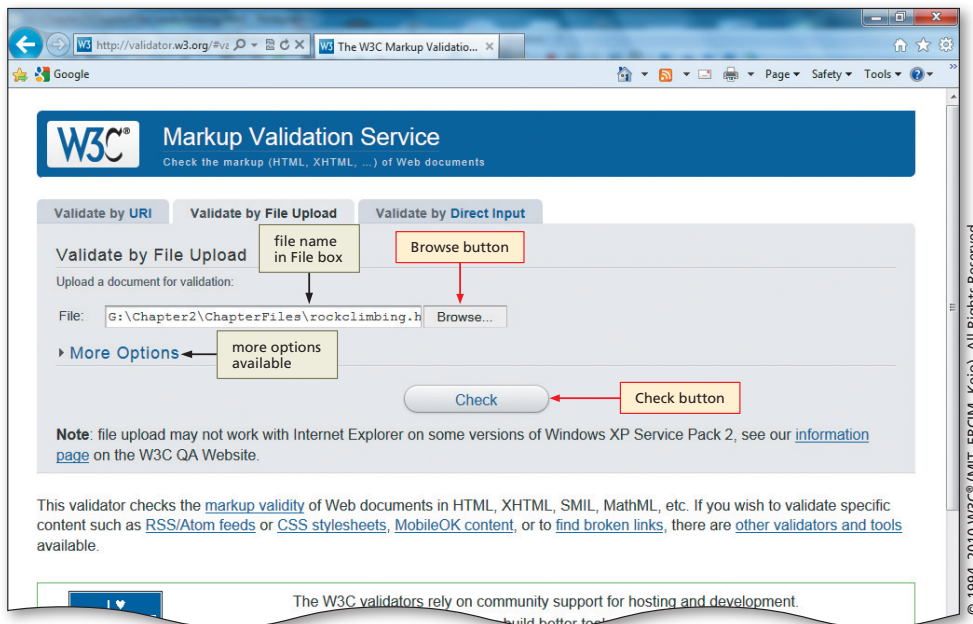 http://validator.w3.org/#va
W3 The W3C Markup Validatio...
Google
Page Safety Tools
W3C®
Markup Validation Service
Check the markup (HTML, XHTML, ...) of Web documents
Validate by URI Validate by File Upload Validate by Direct Input
file name
in File box
Browse button
Validate by File Upload
Upload a document for validation:
File: G:\Chapter2\ChapterFiles\rockclimbing.h Browse...
More Options
more options
available
Check
Check button
Note: file upload may not work with Internet Explorer on some versions of Windows XP Service Pack 2, see our information
page on the W3C QA Website.
This validator checks the markup validity of Web documents in HTML, XHTML, SMIL, MathML, etc. If you wish to validate specific
content such as RSS/Atom feeds or CSS stylesheets, MobileOK content, or to find broken links, there are other validators and tools
available.
I ♥
The W3C validators rely on community support for hosting and development.
build better
© 1994–2010 W3C® (MIT, ERCIM, Keio) All Rights Reserved